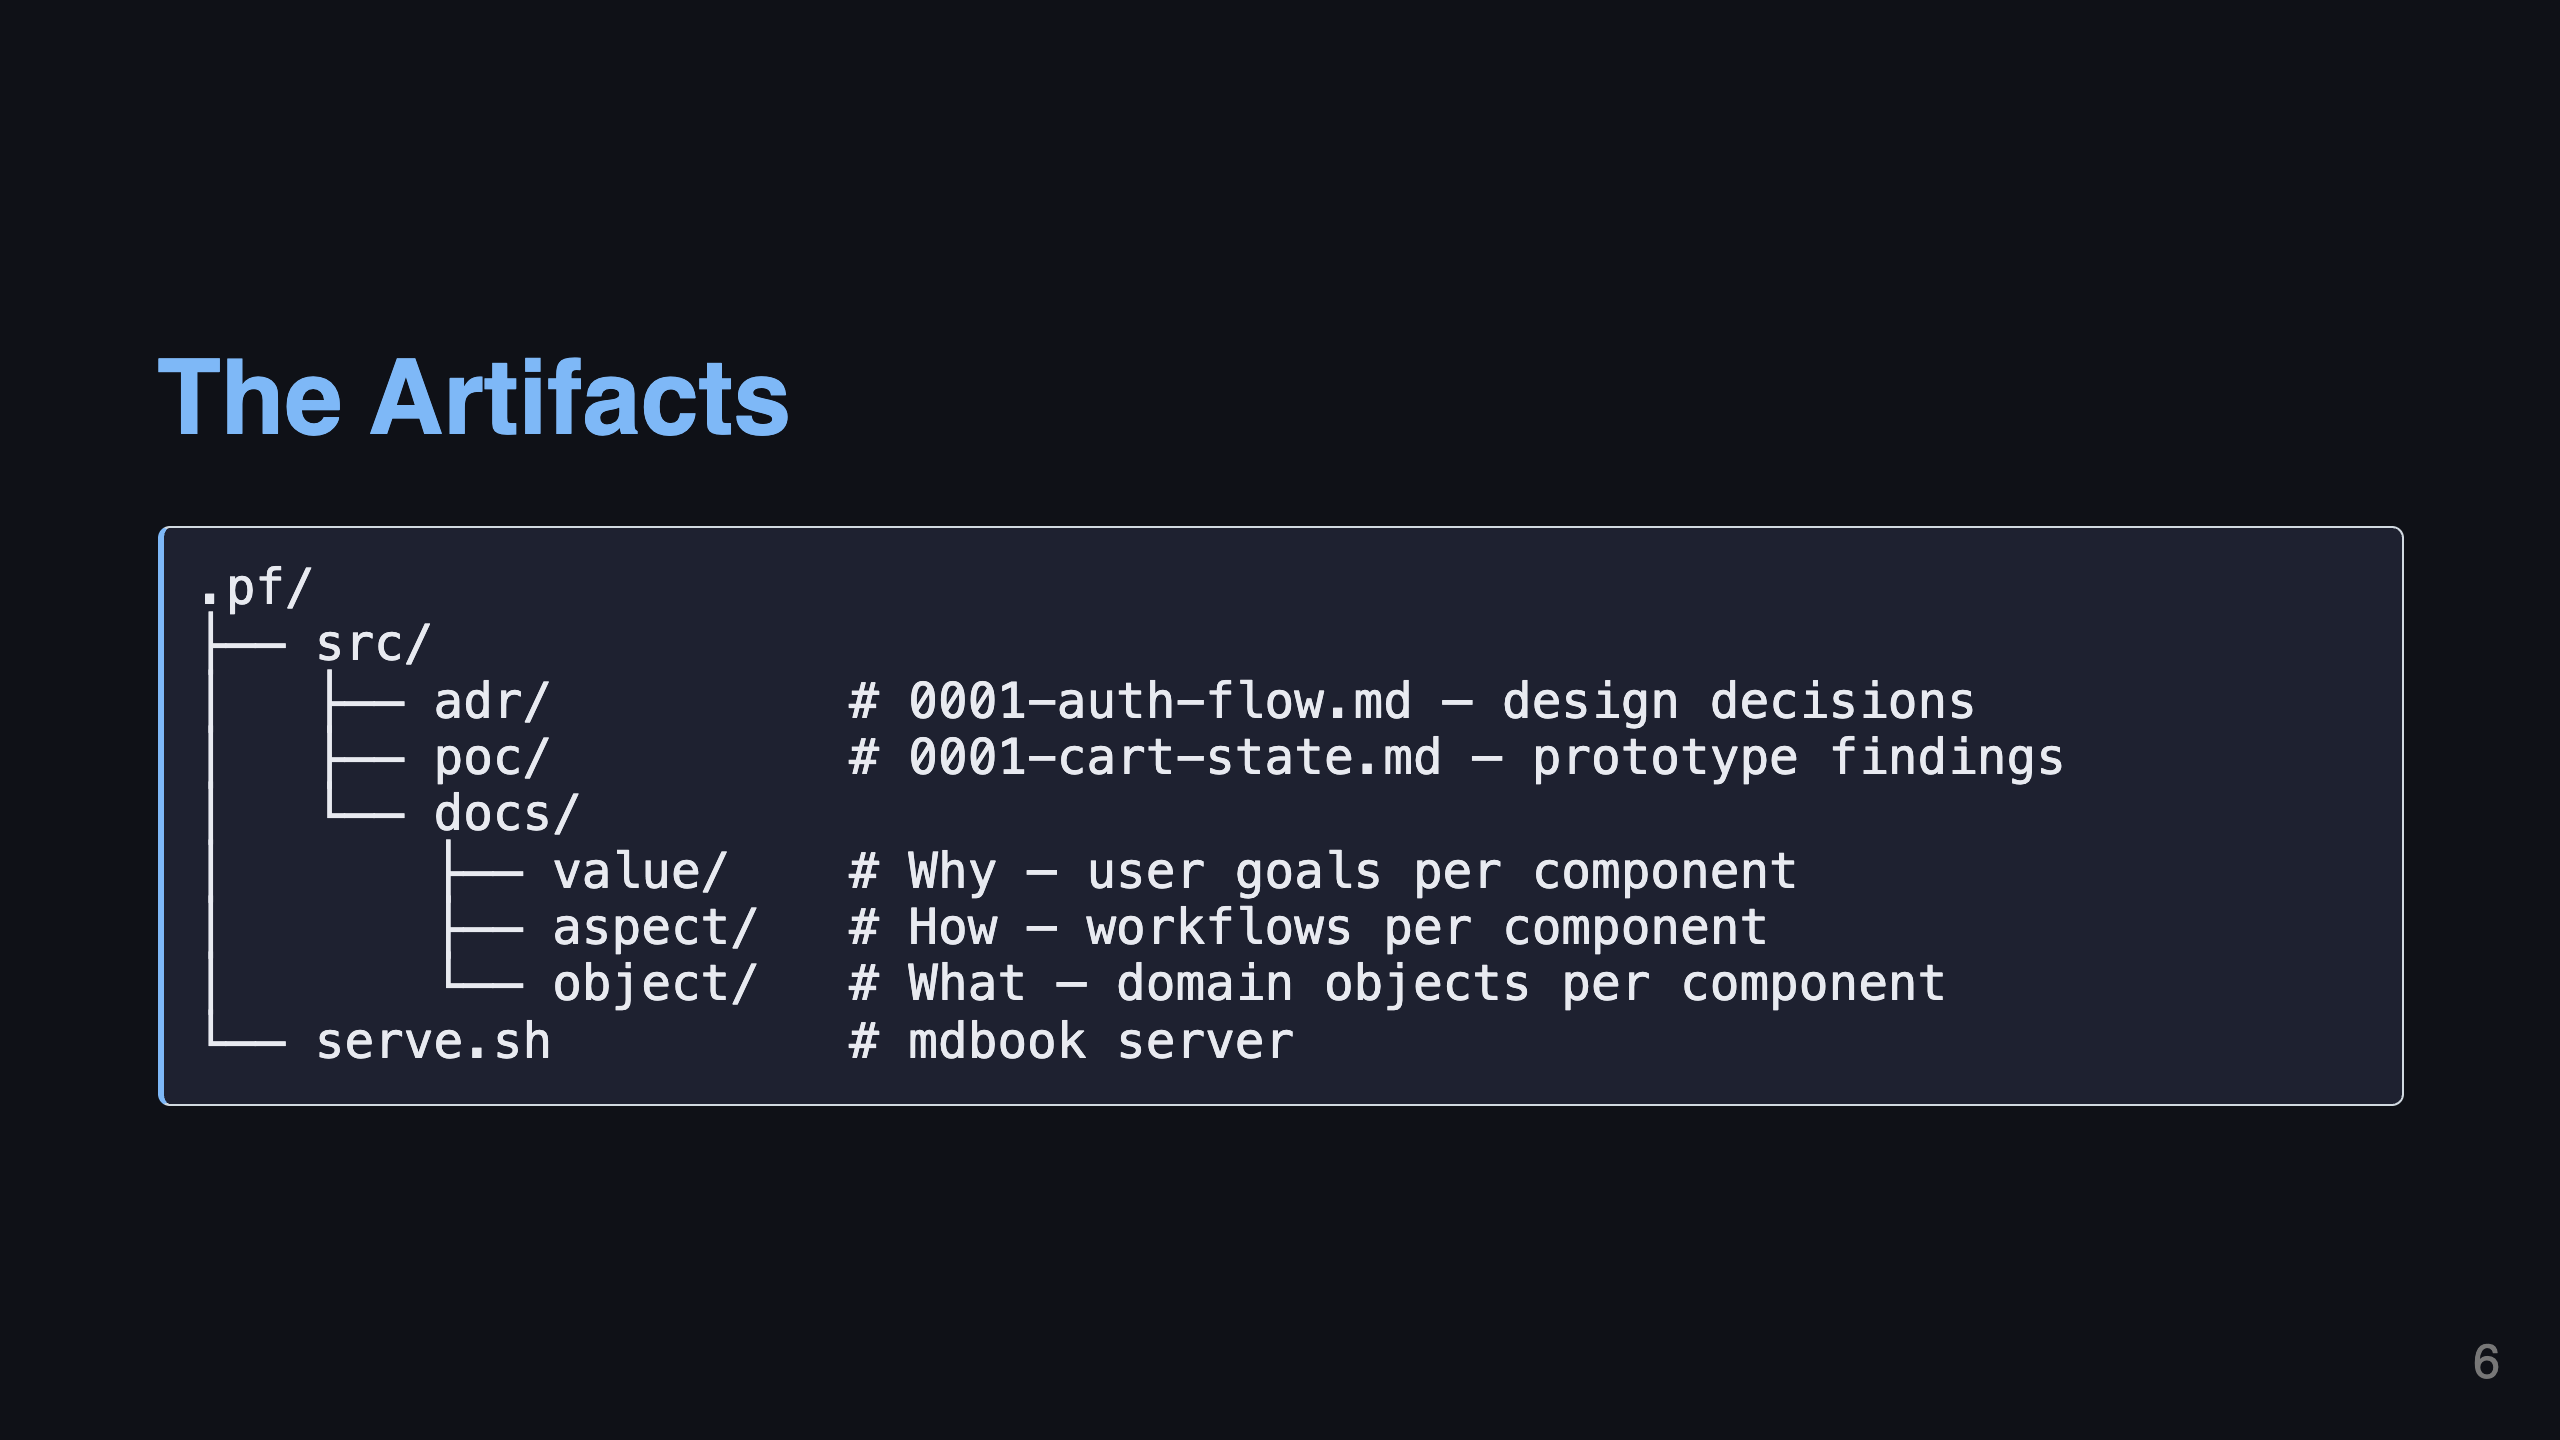 The Artifacts
.pf/
├── src/
│   ├── adr/          # 0001-auth-flow.md — design decisions
│   ├── poc/          # 0001-cart-state.md — prototype findings
│   └── docs/
│       ├── value/    # Why — user goals per component
│       ├── aspect/   # How — workflows per component
│       └── object/   # What — domain objects per component
└── serve.sh          # mdbook server
6